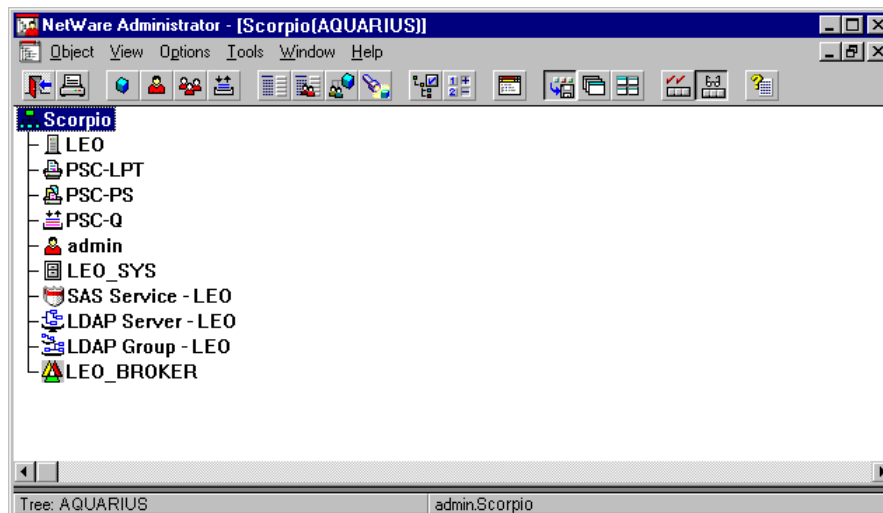 NetWare Administrator - [Scorpio(AQUARIUS)]
Object View Options Tools Window Help
Scorpio
LEO
PSC-LPT
PSC-PS
PSC-Q
admin
LEO_SYS
SAS Service - LEO
LDAP Server - LEO
LDAP Group - LEO
LEO_BROKER
Tree: AQUARIUS admin.Scorpio